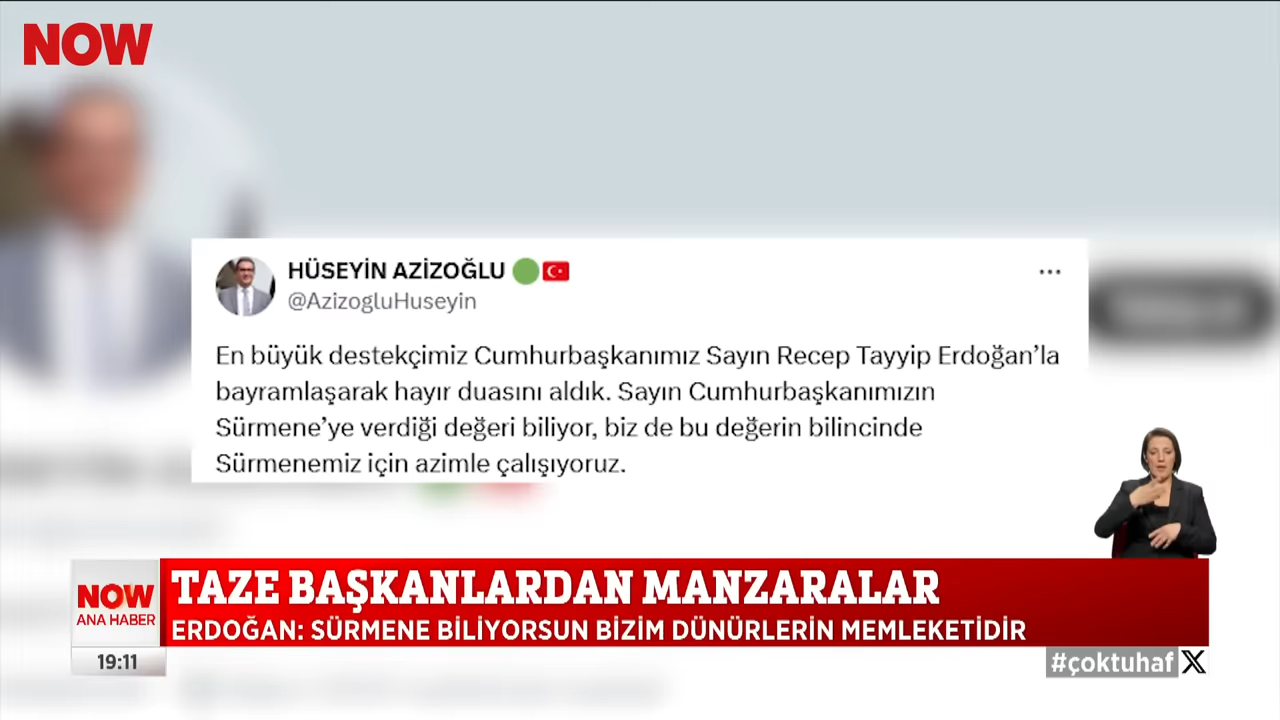 NOW
HÜSEYİN AZİZOĞLU
@AzizogluHuseyin
En büyük destekçimiz Cumhurbaşkanımız Sayın Recep Tayyip Erdoğan’la
bayramlaşarak hayır duasını aldık. Sayın Cumhurbaşkanımızın
Sürmene’ye verdiği değeri biliyor, biz de bu değerin bilincinde
Sürmenemiz için azimle çalışıyoruz.
NOW
ANA HABER
TAZE BAŞKANLARDAN MANZARALAR
ERDOĞAN: SÜRMENE BİLİYORSUN BİZİM DÜNÜRLERİN MEMLEKETİDİR
19:11
#çoktuhaf X